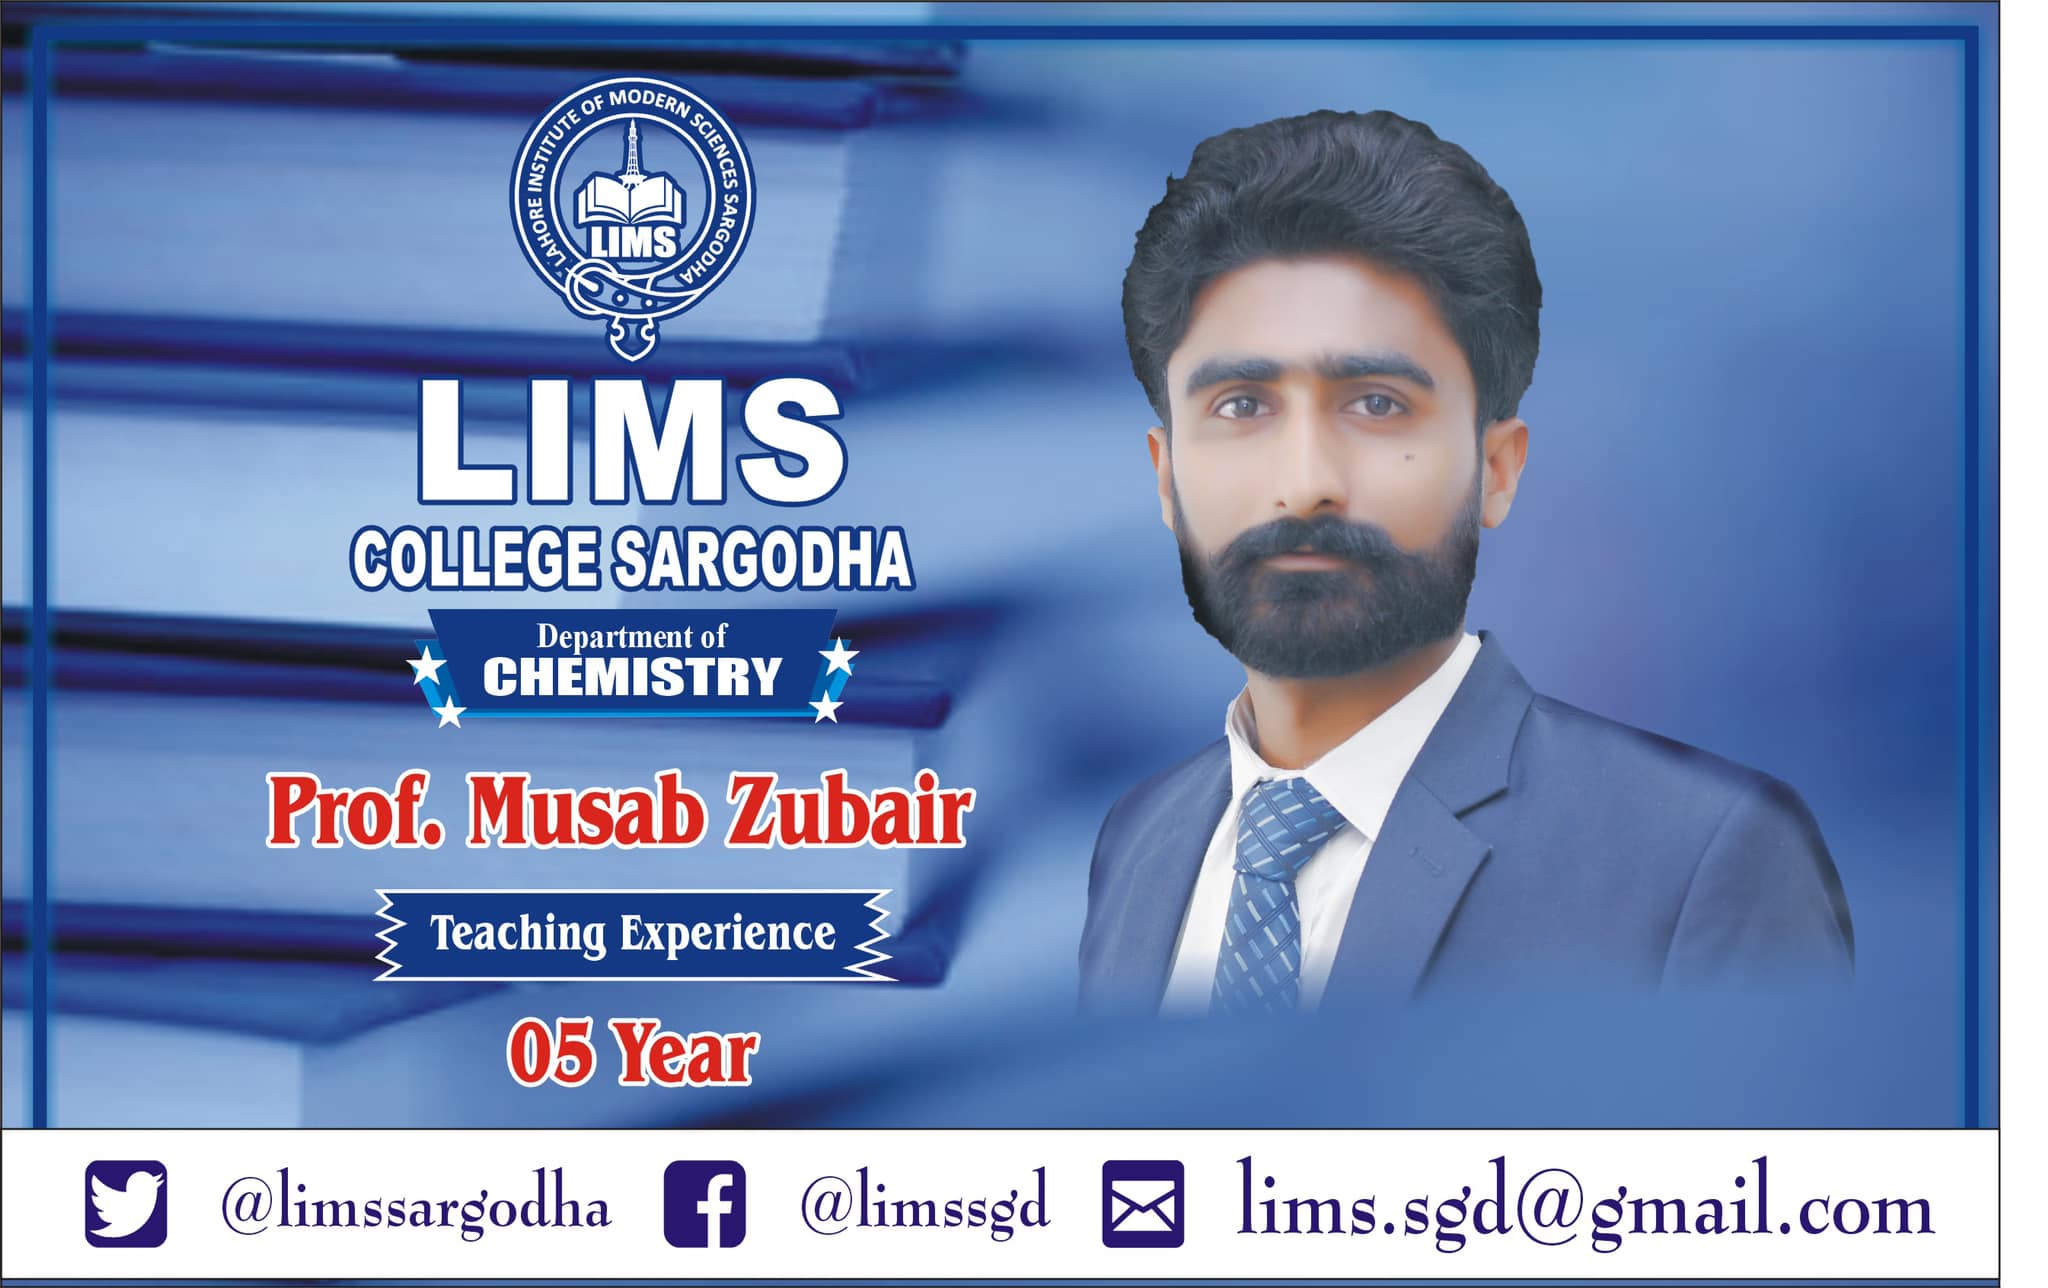 LAHORE INSTITUTE OF MODERN SCIENCES SARGODHA
LIMS
LIMS
COLLEGE SARGODHA
Department of
CHEMISTRY
Prof. Musab Zubair
Teaching Experience
05 Year
@limssargodha @limssgd lims.sgd@gmail.com